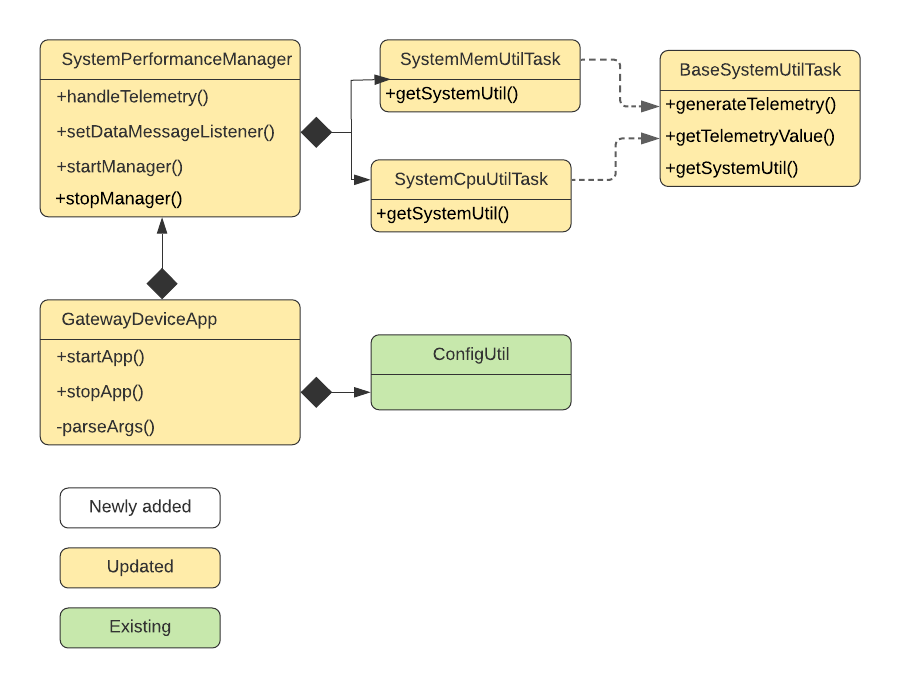 SystemPerformanceManager
+handleTelemetry()
+setDataMessageListener()
+startManager()
+stopManager()
SystemMemUtilTask
+getSystemUtil()
SystemCpuUtilTask
+getSystemUtil()
BaseSystemUtilTask
+generateTelemetry()
+getTelemetryValue()
+getSystemUtil()
GatewayDeviceApp
+startApp()
+stopApp()
-parseArgs()
ConfigUtil
Newly added
Updated
Existing